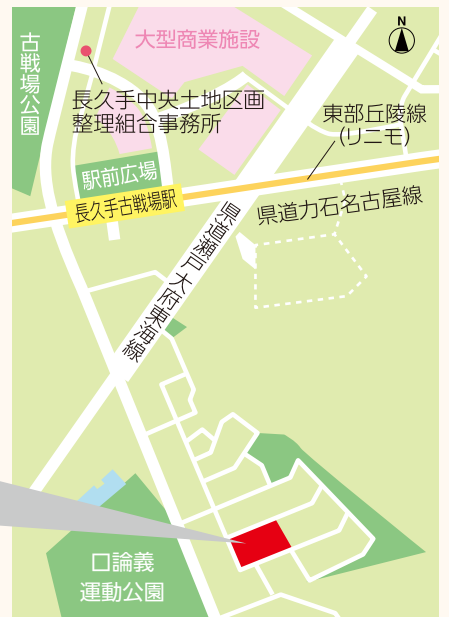 N
大型商業施設
古戦場公園
長久手中央土地区画
整理組合事務所
東部丘陵線
(リニモ)
駅前広場
長久手古戦場駅
県道力石名古屋線
県道瀬戸大府東海線
口論義
運動公園